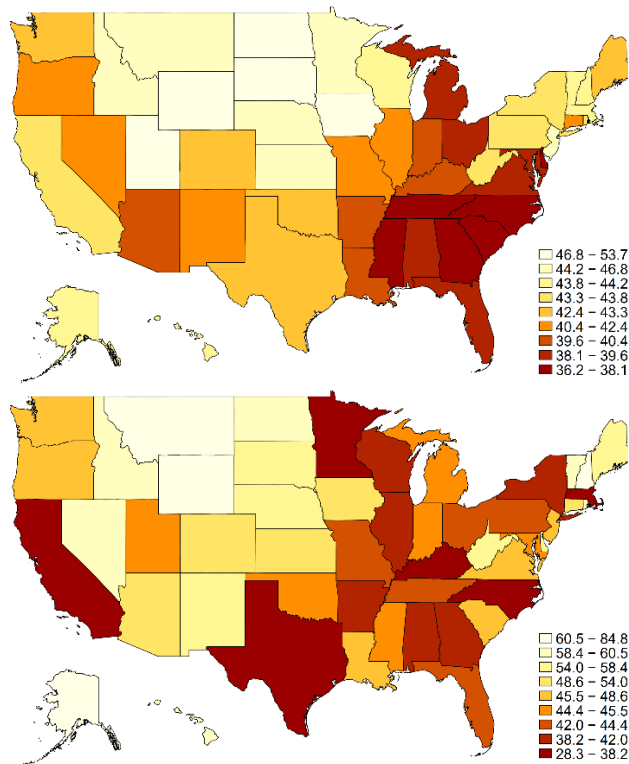 46.8 – 53.7
44.2 – 46.8
43.8 – 44.2
43.3 – 43.8
42.4 – 43.3
40.4 – 42.4
39.6 – 40.4
38.1 – 39.6
36.2 – 38.1
60.5 – 84.8
58.4 – 60.5
54.0 – 58.4
48.6 – 54.0
45.5 – 48.6
44.4 – 45.5
42.0 – 44.4
38.2 – 42.0
28.3 – 38.2